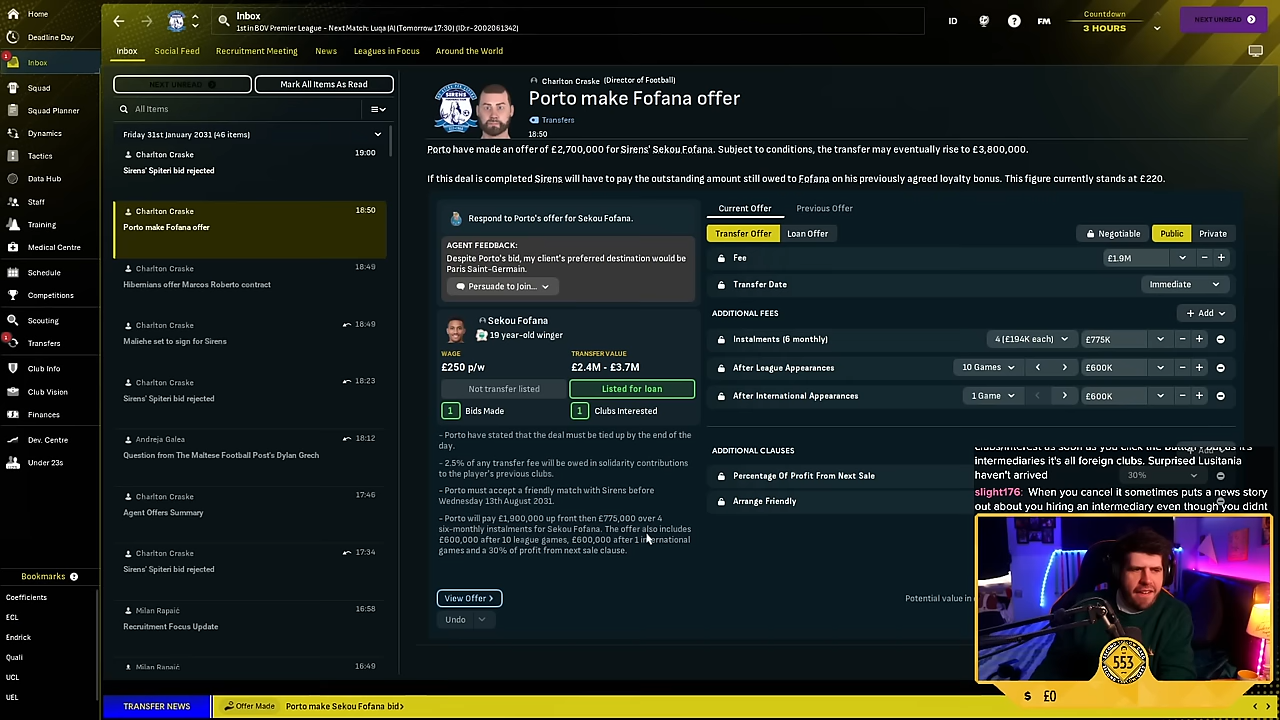 Home
Deadline Day
1
Inbox
Squad
Squad Planner
Dynamics
Tactics
Data Hub
Staff
Training
Medical Centre
Schedule
Competitions
Scouting
1
Transfers
Club Info
Club Vision
Finances
Dev. Centre
Under 23s
Bookmarks
Coefficients
ECL
Endrick
Quali
UCL
UEL
Inbox
1st in BOV Premier League - Next Match: Luqa (A) (Tomorrow 17:30) (ID:r-2002061342)
ID
FM
Countdown
3 HOURS
NEXT UNREAD
Inbox
Social Feed
Recruitment Meeting
News
Leagues in Focus
Around the World
NEXT UNREAD
Mark All Items As Read
All Items
Friday 31st January 2031 (46 items)
Charlton Craske 19:00
Sirens' Spiteri bid rejected
Charlton Craske 18:50
Porto make Fofana offer
Charlton Craske 18:49
Hibernians offer Marcos Roberto contract
Charlton Craske 18:49
Maliehe set to sign for Sirens
Charlton Craske 18:23
Sirens' Spiteri bid rejected
Andreja Galea 18:12
Question from The Maltese Football Post's Dylan Grech
Charlton Craske 17:46
Agent Offers Summary
Charlton Craske 17:34
Sirens' Spiteri bid rejected
Milan Rapaić 16:58
Recruitment Focus Update
Milan Rapaić 16:49
SIRENS
Charlton Craske (Director of Football)
Porto make Fofana offer
Transfers
18:50
Porto have made an offer of £2,700,000 for Sirens' Sekou Fofana. Subject to conditions, the transfer may eventually rise to £3,800,000.
If this deal is completed Sirens will have to pay the outstanding amount still owed to Fofana on his previously agreed loyalty bonus. This figure currently stands at £220.
Respond to Porto's offer for Sekou Fofana.
AGENT FEEDBACK:
Despite Porto's bid, my client's preferred destination would be
Paris Saint-Germain.
Persuade to Join...
Sekou Fofana
19 year-old winger
WAGE
TRANSFER VALUE
£250 p/w
£2.4M - £3.7M
Not transfer listed
Listed for loan
1 Bids Made
1 Clubs Interested
- Porto have stated that the deal must be tied up by the end of the
day.
- 2.5% of any transfer fee will be owed in solidarity contributions
to the player's previous clubs.
- Porto must accept a friendly match with Sirens before
Wednesday 13th August 2031.
- Porto will pay £1,900,000 up front then £775,000 over 4
six-monthly instalments for Sekou Fofana. The offer also includes
£600,000 after 10 league games, £600,000 after 1 international
games and a 30% of profit from next sale clause.
View Offer >
Undo
Current Offer
Previous Offer
Transfer Offer
Loan Offer
Negotiable
Public
Private
Fee £1.9M
Transfer Date Immediate
ADDITIONAL FEES
+ Add
Instalments (6 monthly) 4 (£194K each) £775K
After League Appearances 10 Games £600K
After International Appearances 1 Game £600K
ADDITIONAL CLAUSES
Percentage Of Profit From Next Sale 30%
Arrange Friendly
Potential value in
intermediaries it's all foreign clubs. Surprised Lusitania
haven't arrived
slight176: When you cancel it sometimes puts a news story
out about you hiring an intermediary even though you didnt
553
$ £0
TRANSFER NEWS
Offer Made
Porto make Sekou Fofana bid>